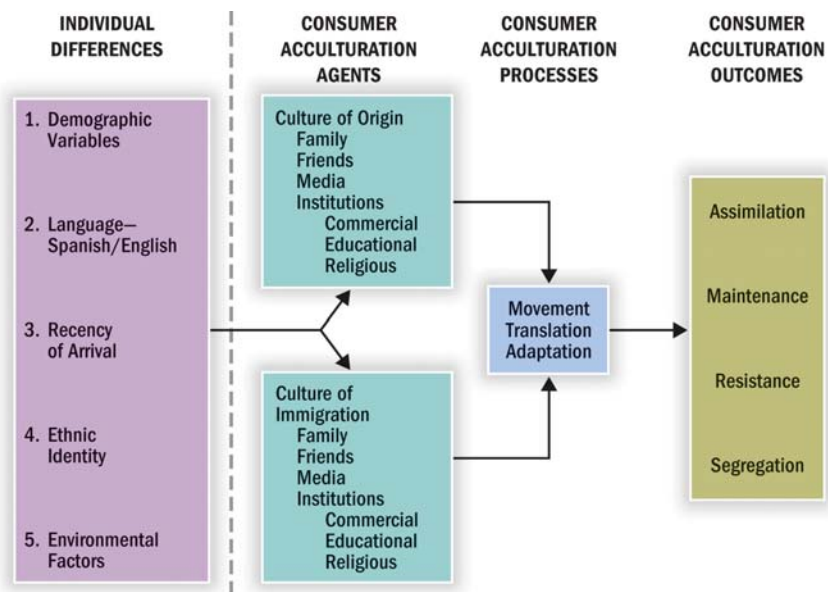 INDIVIDUAL
DIFFERENCES
CONSUMER
ACCULTURATION
AGENTS
CONSUMER
ACCULTURATION
PROCESSES
CONSUMER
ACCULTURATION
OUTCOMES
1. Demographic
Variables
2. Language—
Spanish/English
3. Recency
of Arrival
4. Ethnic
Identity
5. Environmental
Factors
Culture of Origin
Family
Friends
Media
Institutions
Commercial
Educational
Religious
Culture of
Immigration
Family
Friends
Media
Institutions
Commercial
Educational
Religious
Movement
Translation
Adaptation
Assimilation
Maintenance
Resistance
Segregation